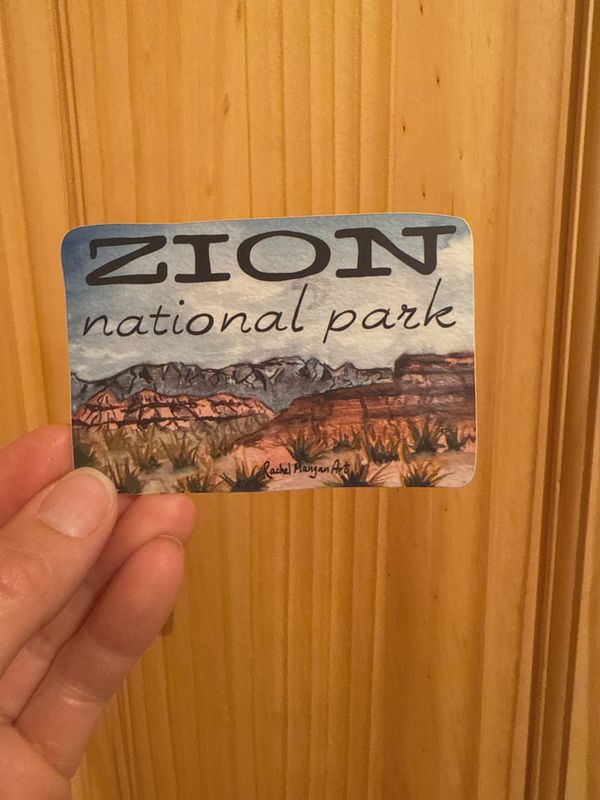 ZION
national park
Rachel Mangan Art